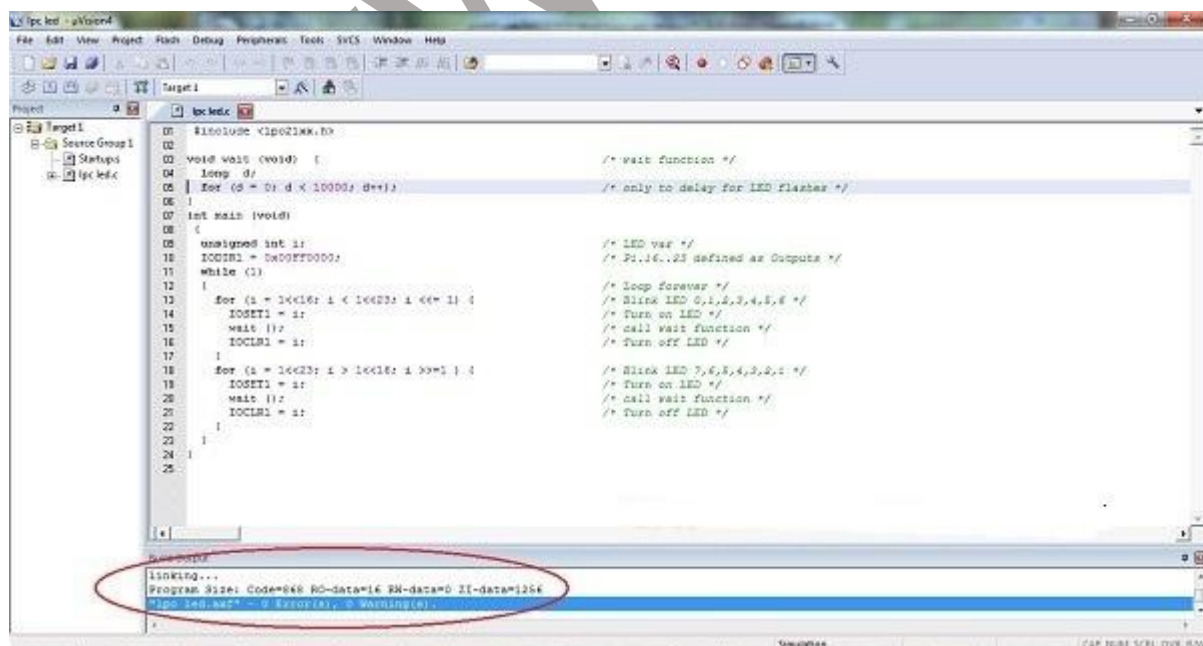 lpc led - µVision4
File Edit View Project Flash Debug Peripherals Tools SVCS Window Help
Target 1
Project
lpc led.c
Target 1
Source Group 1
Startup.s
lpc led.c
01 #include <lpc21xx.h>
02
03 void wait (void) { /* wait function */
04 long d;
05 for (d = 0; d < 10000; d++); /* only to delay for LED flashes */
06 }
07 int main (void)
08 {
09 unsigned int i; /* LED var */
10 IODIR1 = 0x00FF0000; /* P1.16..23 defined as Outputs */
11 while (1)
12 { /* Loop forever */
13 for (i = 1<<16; i < 1<<23; i <<= 1) { /* Blink LED 0,1,2,3,4,5,6 */
14 IOSET1 = i; /* Turn on LED */
15 wait (); /* call wait function */
16 IOCLR1 = i; /* Turn off LED */
17 }
18 for (i = 1<<23; i > 1<<16; i >>=1 ) { /* Blink LED 7,6,5,4,3,2,1 */
19 IOSET1 = i; /* Turn on LED */
20 wait (); /* call wait function */
21 IOCLR1 = i; /* Turn off LED */
22 }
23 }
24 }
25
Build Output
linking...
Program Size: Code=868 RO-data=16 RW-data=0 ZI-data=1256
"lpc led.axf" - 0 Error(s), 0 Warning(s).
Simulation
CAP NUM SCRL OVR R/W